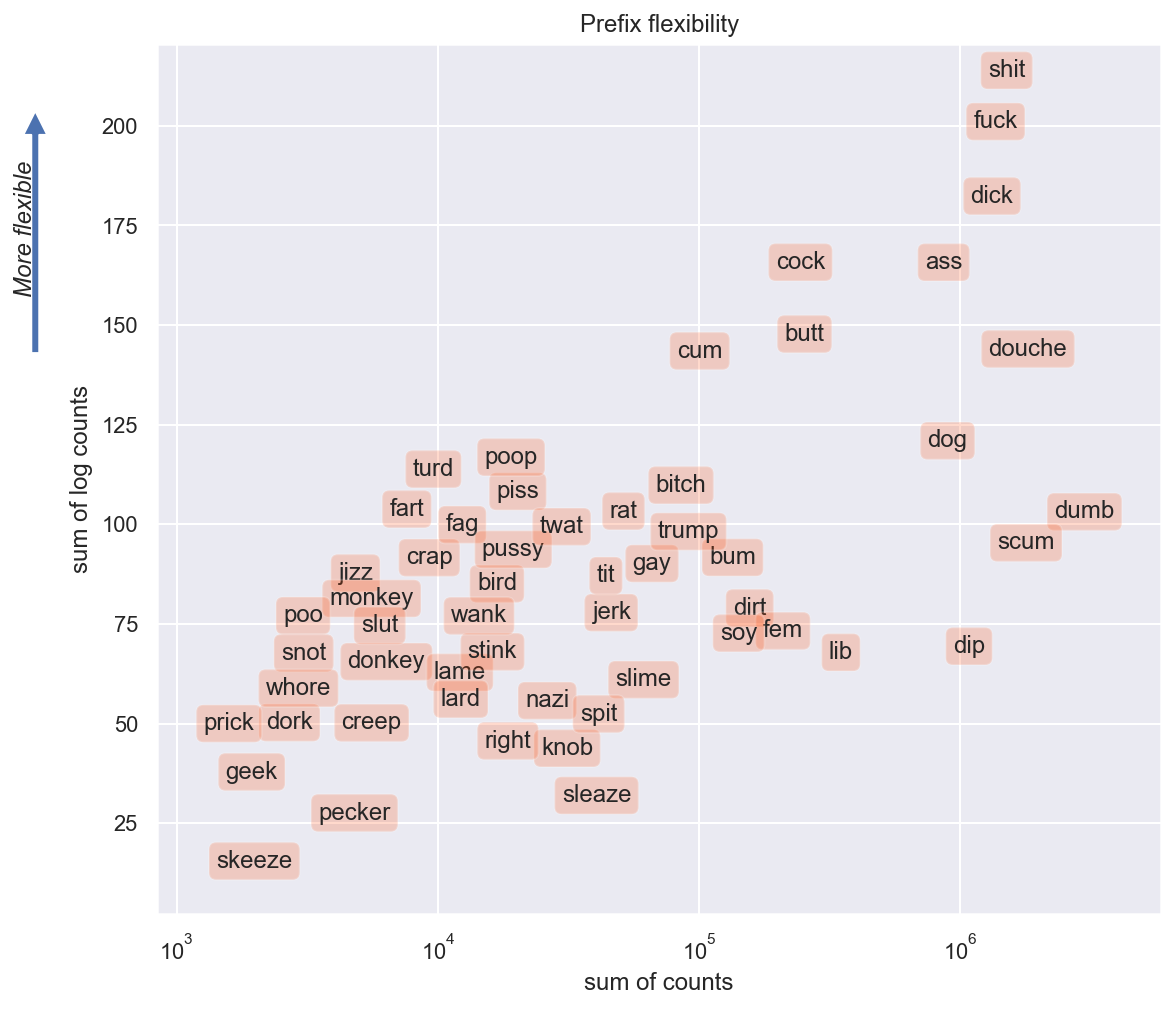 Prefix flexibility
More flexible
sum of log counts
200
175
150
125
100
75
50
25
shit
fuck
dick
cock
ass
butt
cum
douche
dog
poop
turd
piss
bitch
fart
rat
dumb
fag
twat
trump
scum
pussy
crap
bum
gay
jizz
tit
bird
monkey
dirt
poo
wank
jerk
slut
soy
fem
snot
stink
lib
dip
donkey
lame
slime
whore
lard
nazi
spit
prick
dork
creep
right
knob
geek
sleaze
pecker
skeeze
10³
10⁴
10⁵
10⁶
sum of counts